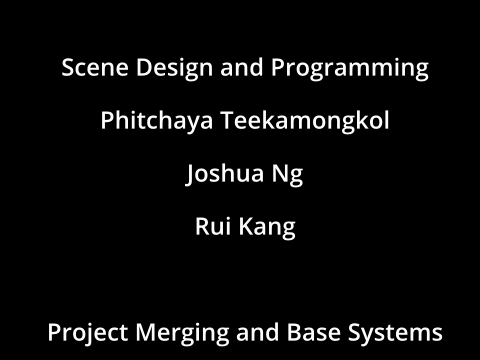 Scene Design and Programming
Phitchaya Teekamongkol
Joshua Ng
Rui Kang
Project Merging and Base Systems